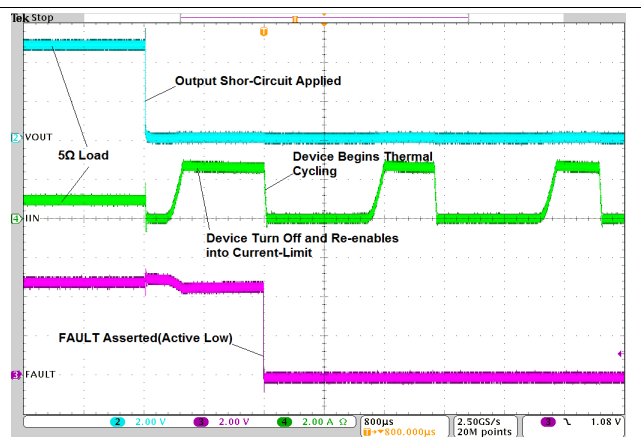 Tek Stop
T
T
Output Shor-Circuit Applied
2 VOUT
5Ω Load
Device Begins Thermal
Cycling
4 IIN
Device Turn Off and Re-enables
into Current-Limit
FAULT Asserted(Active Low)
3 FAULT
2 2.00 V 3 2.00 V 4 2.00 A Ω 800µs 2.50GS/s 3 1.08 V
T→▼800.000µs 20M points